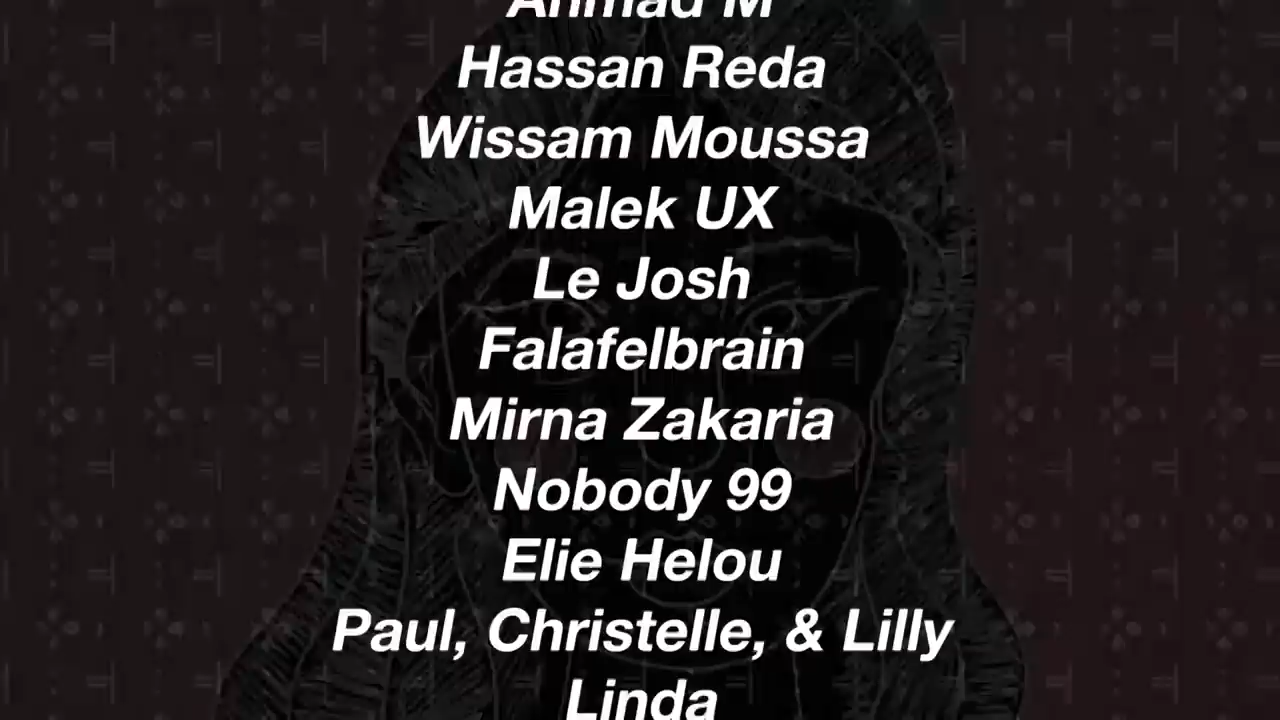 Ahmad M
Hassan Reda
Wissam Moussa
Malek UX
Le Josh
Falafelbrain
Mirna Zakaria
Nobody 99
Elie Helou
Paul, Christelle, & Lilly
Linda